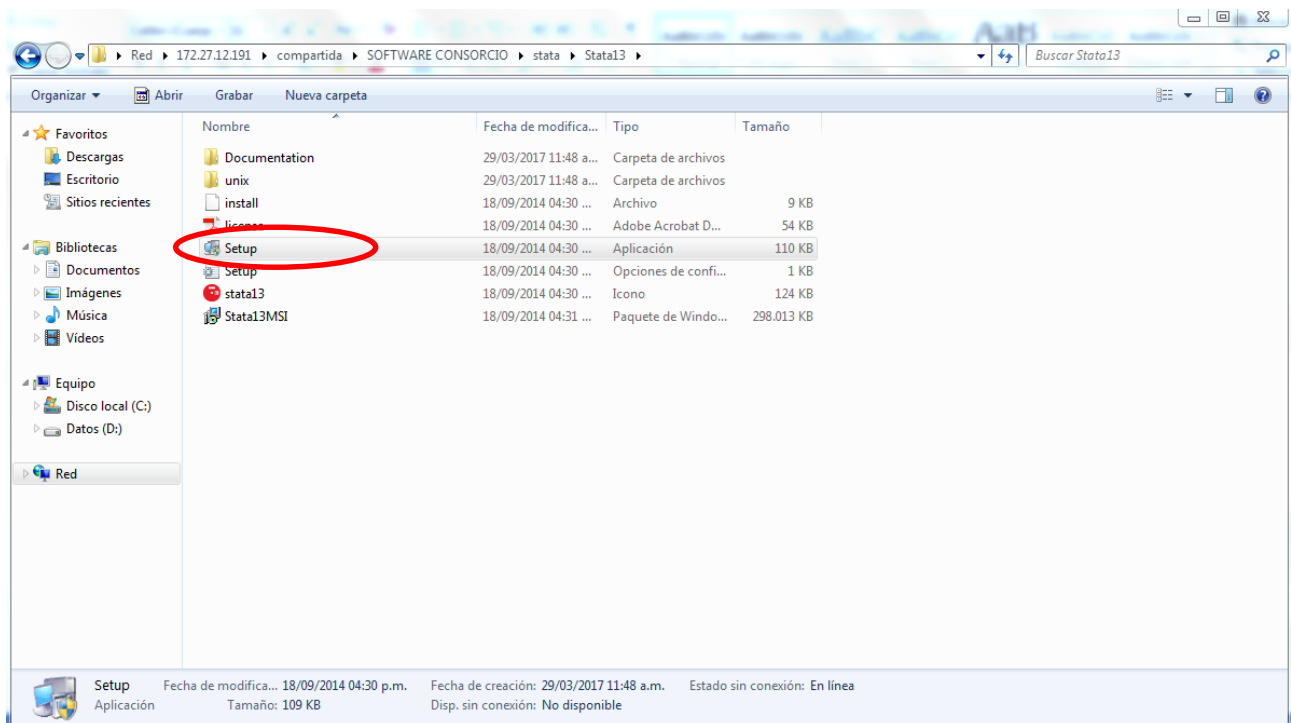 Red ▸ 172.27.12.191 ▸ compartida ▸ SOFTWARE CONSORCIO ▸ stata ▸ Stata13 ▸ Buscar Stata13
Organizar Abrir Grabar Nueva carpeta
Nombre Fecha de modifica... Tipo Tamaño
Favoritos
Descargas
Escritorio
Sitios recientes
Bibliotecas
Documentos
Imágenes
Música
Vídeos
Equipo
Disco local (C:)
Datos (D:)
Red
Documentation 29/03/2017 11:48 a... Carpeta de archivos
unix 29/03/2017 11:48 a... Carpeta de archivos
install 18/09/2014 04:30 ... Archivo 9 KB
license 18/09/2014 04:30 ... Adobe Acrobat D... 54 KB
Setup 18/09/2014 04:30 ... Aplicación 110 KB
Setup 18/09/2014 04:30 ... Opciones de confi... 1 KB
stata13 18/09/2014 04:30 ... Icono 124 KB
Stata13MSI 18/09/2014 04:31 ... Paquete de Windo... 298.013 KB
Setup Fecha de modifica... 18/09/2014 04:30 p.m. Fecha de creación: 29/03/2017 11:48 a.m. Estado sin conexión: En línea
Aplicación Tamaño: 109 KB Disp. sin conexión: No disponible